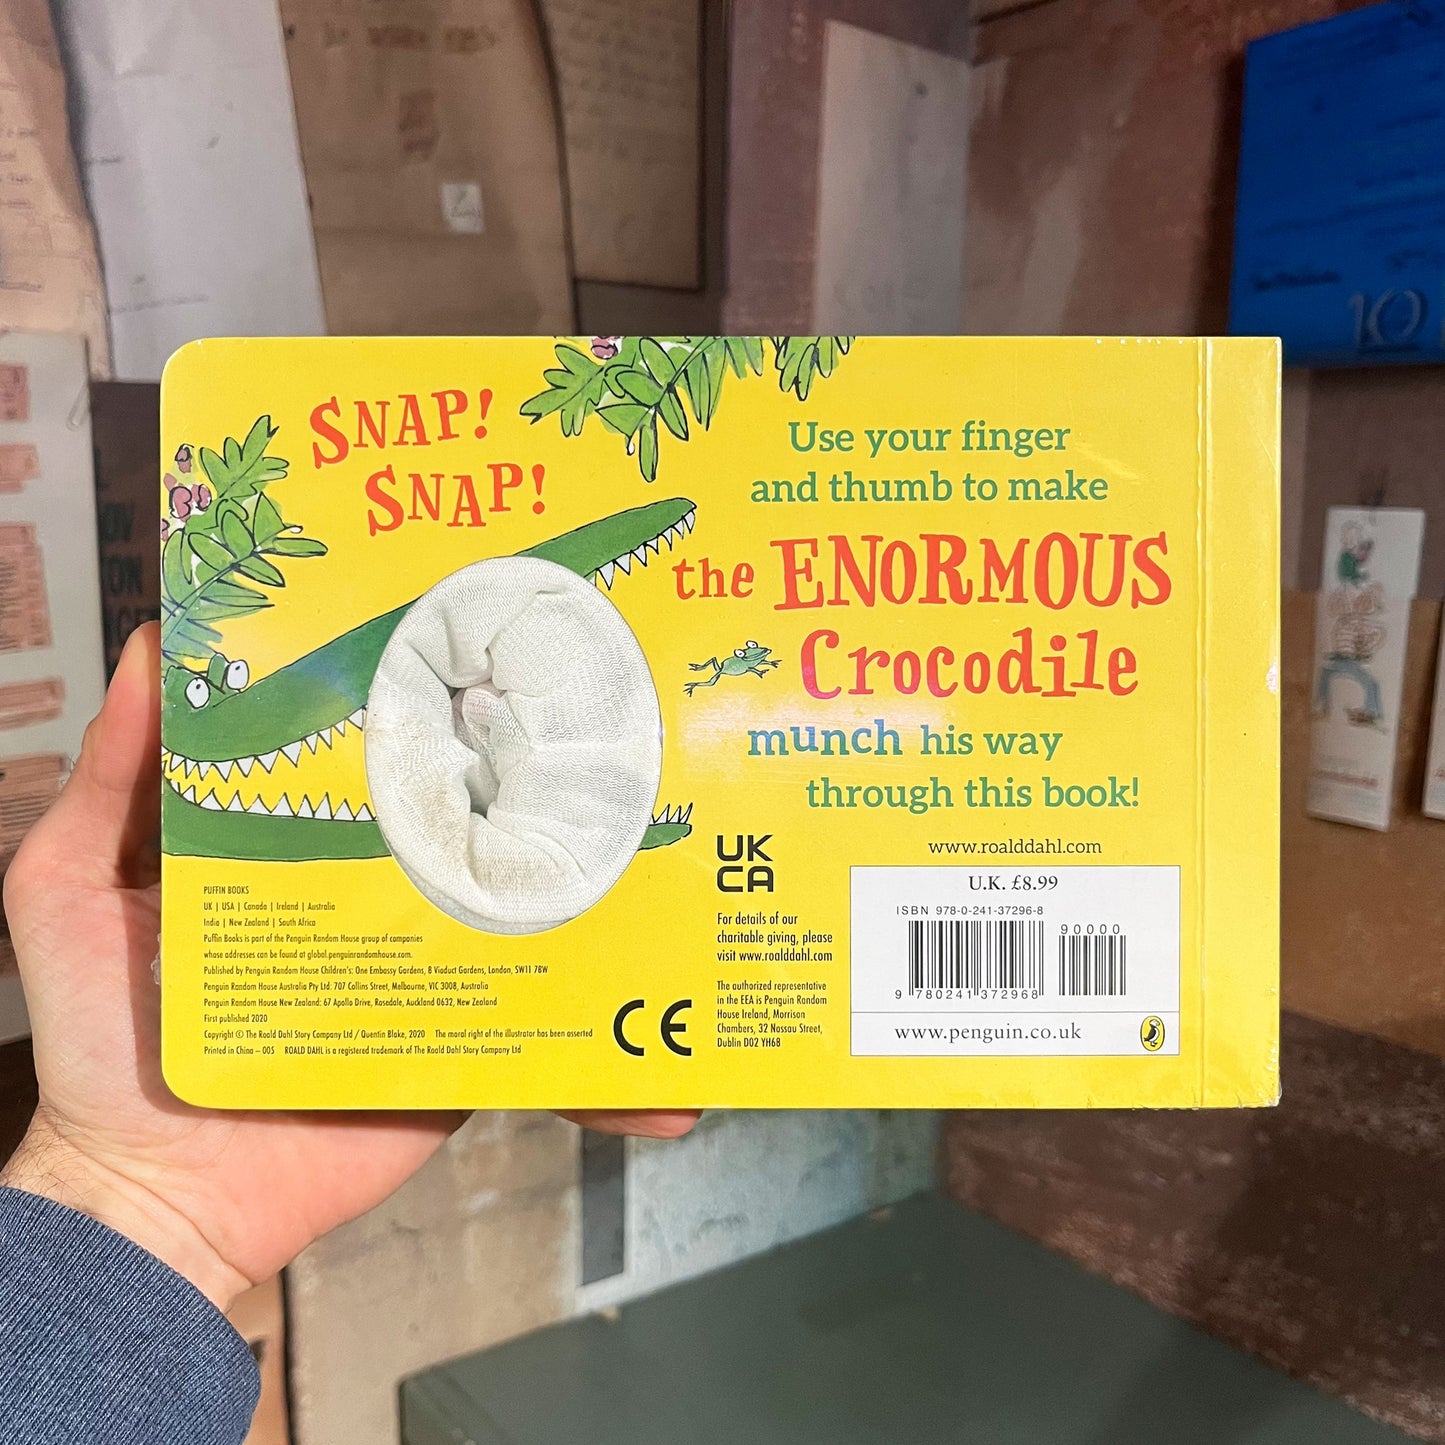 SNAP!
SNAP!
Use your finger
and thumb to make
the ENORMOUS
Crocodile
munch his way
through this book!
www.roalddahl.com
UK
CA
For details of our
charitable giving, please
visit www.roalddahl.com
The authorized representative
in the EEA is Penguin Random
House Ireland, Morrison
Chambers, 32 Nassau Street,
Dublin D02 YH68
U.K. £8.99
ISBN 978-0-241-37296-8
90000
9 780241 372968
www.penguin.co.uk
PUFFIN BOOKS
UK | USA | Canada | Ireland | Australia
India | New Zealand | South Africa
Puffin Books is part of the Penguin Random House group of companies
whose addresses can be found at global.penguinrandomhouse.com.
Published by Penguin Random House Children's: One Embassy Gardens, 8 Viaduct Gardens, London, SW11 7BW
Penguin Random House Australia Pty Ltd: 707 Collins Street, Melbourne, VIC 3008, Australia
Penguin Random House New Zealand: 67 Apollo Drive, Rosedale, Auckland 0632, New Zealand
First published 2020
Copyright © The Roald Dahl Story Company Ltd / Quentin Blake, 2020 The moral right of the illustrator has been asserted
Printed in China – 005 ROALD DAHL is a registered trademark of The Roald Dahl Story Company Ltd
CE
10